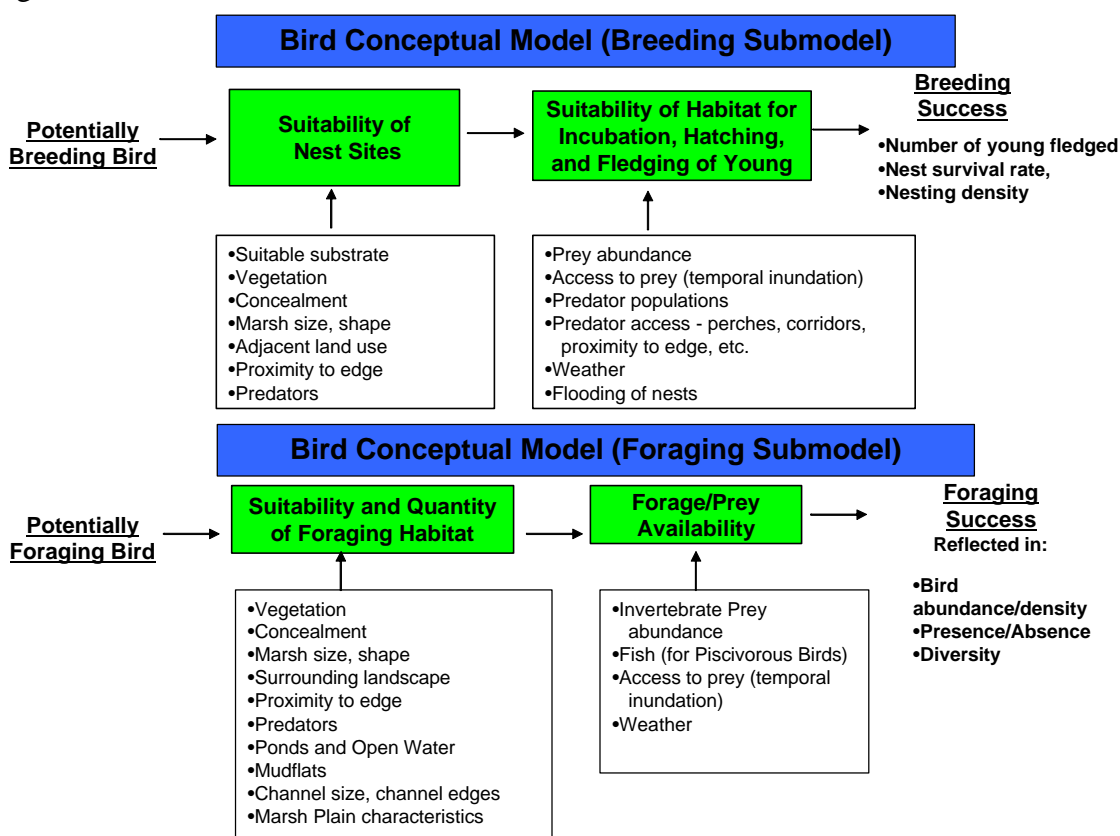 Bird Conceptual Model (Breeding Submodel)
Potentially
Breeding Bird
Suitability of
Nest Sites
Suitability of Habitat for
Incubation, Hatching,
and Fledging of Young
Breeding
Success
•Number of young fledged
•Nest survival rate,
•Nesting density
•Suitable substrate
•Vegetation
•Concealment
•Marsh size, shape
•Adjacent land use
•Proximity to edge
•Predators
•Prey abundance
•Access to prey (temporal inundation)
•Predator populations
•Predator access - perches, corridors,
proximity to edge, etc.
•Weather
•Flooding of nests
Bird Conceptual Model (Foraging Submodel)
Potentially
Foraging Bird
Suitability and Quantity
of Foraging Habitat
Forage/Prey
Availability
Foraging
Success
Reflected in:
•Bird
abundance/density
•Presence/Absence
•Diversity
•Vegetation
•Concealment
•Marsh size, shape
•Surrounding landscape
•Proximity to edge
•Predators
•Ponds and Open Water
•Mudflats
•Channel size, channel edges
•Marsh Plain characteristics
•Invertebrate Prey
abundance
•Fish (for Piscivorous Birds)
•Access to prey (temporal
inundation)
•Weather